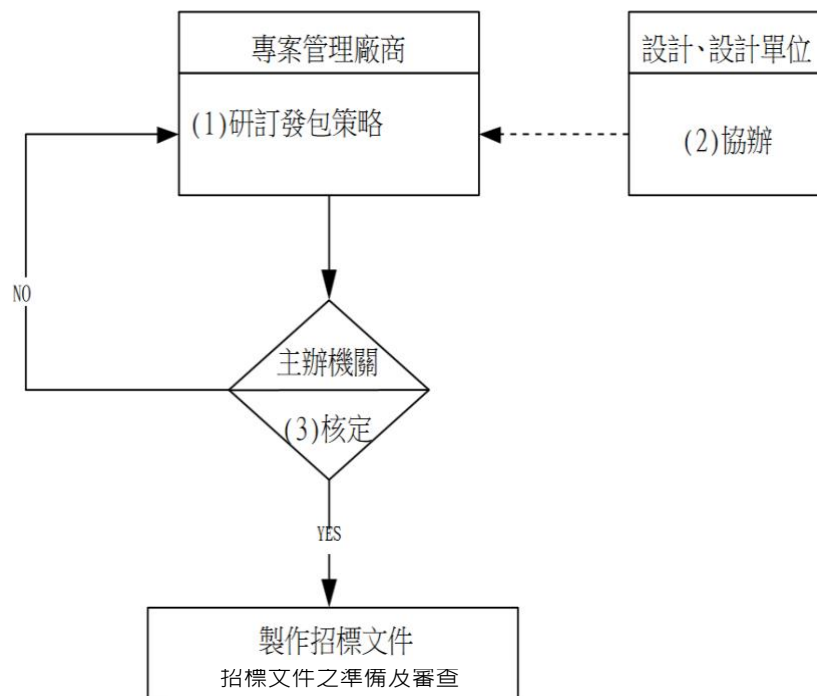 專案管理廠商
(1)研訂發包策略
設計、設計單位
(2)協辦
NO
主辦機關
(3)核定
YES
製作招標文件
招標文件之準備及審查